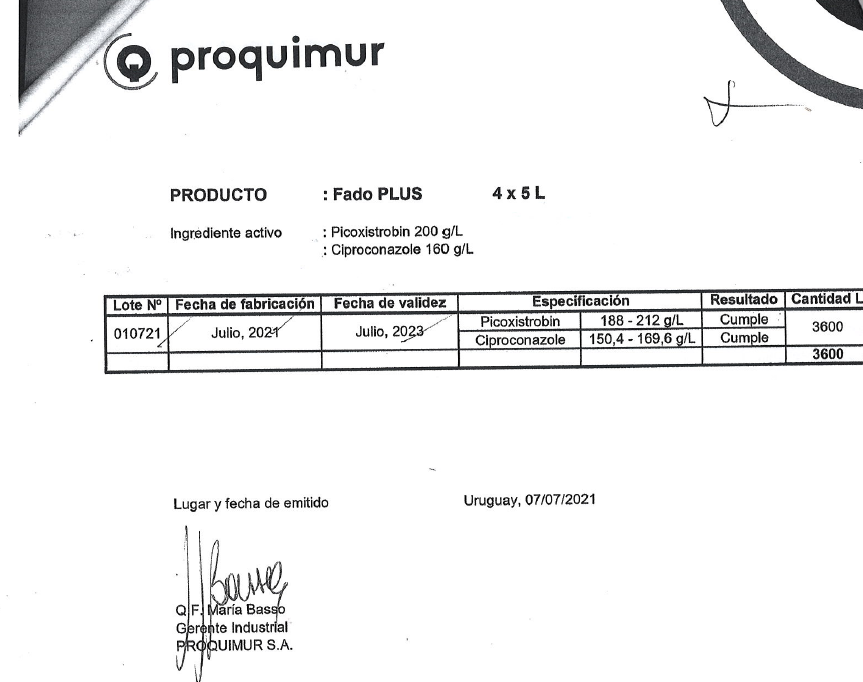 proquimur
PRODUCTO : Fado PLUS 4 x 5 L
Ingrediente activo : Picoxistrobin 200 g/L
: Ciproconazole 160 g/L
Lote Nº Fecha de fabricación Fecha de validez Especificación Resultado Cantidad L
010721 Julio, 2021 Julio, 2023 Picoxistrobin 188 - 212 g/L Cumple 3600
Ciproconazole 150,4 - 169,6 g/L Cumple
3600
Lugar y fecha de emitido Uruguay, 07/07/2021
Basso
Q.F. María Basso
Gerente Industrial
PROQUIMUR S.A.